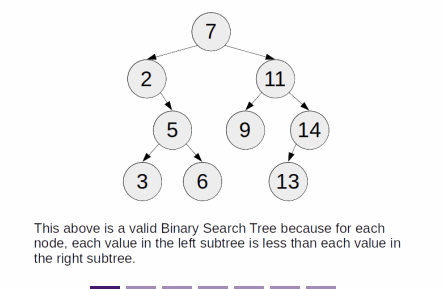 7
2 11
5 9 14
3 6 13
This above is a valid Binary Search Tree because for each
node, each value in the left subtree is less than each value in
the right subtree.